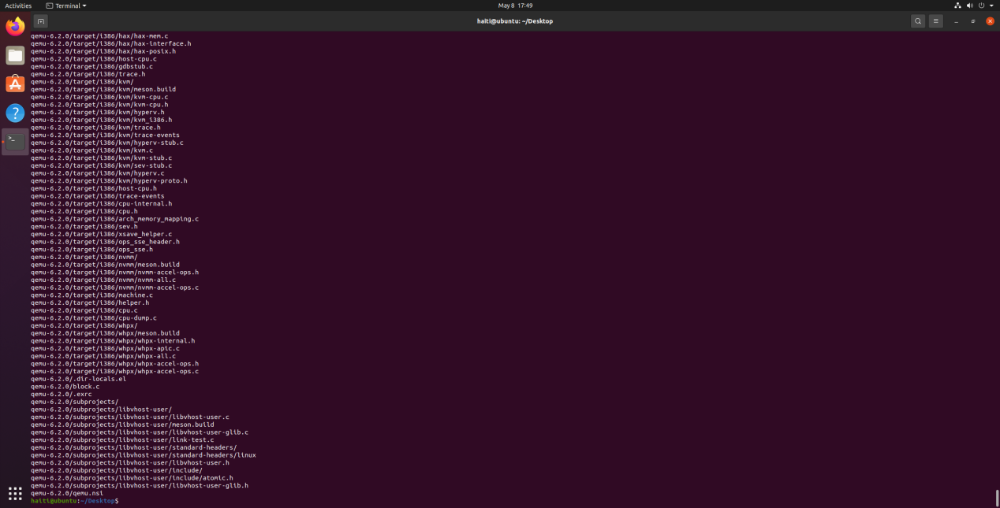 Activities Terminal May 8 17:49
haiti@ubuntu: ~/Desktop
qemu-6.2.0/target/i386/hax/hax-mem.c
qemu-6.2.0/target/i386/hax/hax-interface.h
qemu-6.2.0/target/i386/hax/hax-posix.h
qemu-6.2.0/target/i386/host-cpu.c
qemu-6.2.0/target/i386/gdbstub.c
qemu-6.2.0/target/i386/trace.h
qemu-6.2.0/target/i386/kvm/
qemu-6.2.0/target/i386/kvm/meson.build
qemu-6.2.0/target/i386/kvm/kvm-cpu.c
qemu-6.2.0/target/i386/kvm/kvm-cpu.h
qemu-6.2.0/target/i386/kvm/hyperv.h
qemu-6.2.0/target/i386/kvm/kvm_i386.h
qemu-6.2.0/target/i386/kvm/trace.h
qemu-6.2.0/target/i386/kvm/trace-events
qemu-6.2.0/target/i386/kvm/hyperv-stub.c
qemu-6.2.0/target/i386/kvm/kvm.c
qemu-6.2.0/target/i386/kvm/kvm-stub.c
qemu-6.2.0/target/i386/kvm/sev-stub.c
qemu-6.2.0/target/i386/kvm/hyperv.c
qemu-6.2.0/target/i386/kvm/hyperv-proto.h
qemu-6.2.0/target/i386/host-cpu.h
qemu-6.2.0/target/i386/trace-events
qemu-6.2.0/target/i386/cpu-internal.h
qemu-6.2.0/target/i386/cpu.h
qemu-6.2.0/target/i386/arch_memory_mapping.c
qemu-6.2.0/target/i386/sev.h
qemu-6.2.0/target/i386/xsave_helper.c
qemu-6.2.0/target/i386/ops_sse_header.h
qemu-6.2.0/target/i386/ops_sse.h
qemu-6.2.0/target/i386/nvmm/
qemu-6.2.0/target/i386/nvmm/meson.build
qemu-6.2.0/target/i386/nvmm/nvmm-accel-ops.h
qemu-6.2.0/target/i386/nvmm/nvmm-all.c
qemu-6.2.0/target/i386/nvmm/nvmm-accel-ops.c
qemu-6.2.0/target/i386/machine.c
qemu-6.2.0/target/i386/helper.h
qemu-6.2.0/target/i386/cpu.c
qemu-6.2.0/target/i386/cpu-dump.c
qemu-6.2.0/target/i386/whpx/
qemu-6.2.0/target/i386/whpx/meson.build
qemu-6.2.0/target/i386/whpx/whpx-internal.h
qemu-6.2.0/target/i386/whpx/whpx-apic.c
qemu-6.2.0/target/i386/whpx/whpx-all.c
qemu-6.2.0/target/i386/whpx/whpx-accel-ops.h
qemu-6.2.0/target/i386/whpx/whpx-accel-ops.c
qemu-6.2.0/.dir-locals.el
qemu-6.2.0/block.c
qemu-6.2.0/.exrc
qemu-6.2.0/subprojects/
qemu-6.2.0/subprojects/libvhost-user/
qemu-6.2.0/subprojects/libvhost-user/libvhost-user.c
qemu-6.2.0/subprojects/libvhost-user/meson.build
qemu-6.2.0/subprojects/libvhost-user/libvhost-user-glib.c
qemu-6.2.0/subprojects/libvhost-user/link-test.c
qemu-6.2.0/subprojects/libvhost-user/standard-headers/
qemu-6.2.0/subprojects/libvhost-user/standard-headers/linux
qemu-6.2.0/subprojects/libvhost-user/libvhost-user.h
qemu-6.2.0/subprojects/libvhost-user/include/
qemu-6.2.0/subprojects/libvhost-user/include/atomic.h
qemu-6.2.0/subprojects/libvhost-user/libvhost-user-glib.h
qemu-6.2.0/qemu.nsi
haiti@ubuntu:~/Desktop$